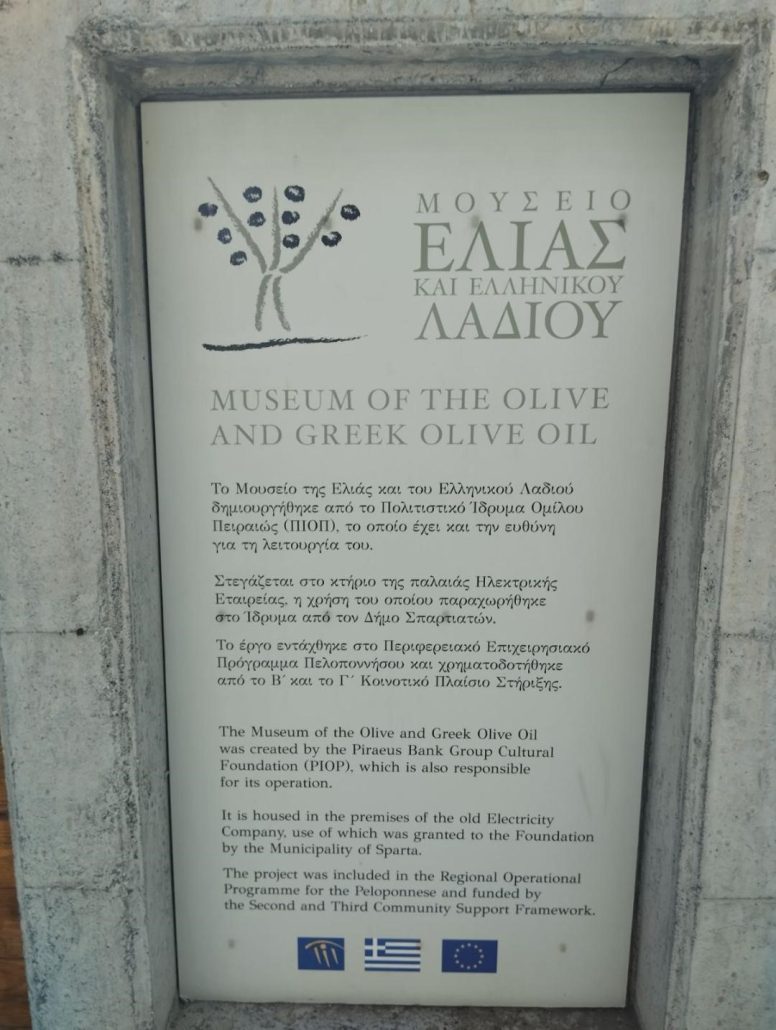 ΜΟΥΣΕΙΟ
ΕΛΙΑΣ
ΚΑΙ ΕΛΛΗΝΙΚΟΥ
ΛΑΔΙΟΥ
MUSEUM OF THE OLIVE
AND GREEK OLIVE OIL
Το Μουσείο της Ελιάς και του Ελληνικού Λαδιού
δημιουργήθηκε από το Πολιτιστικό Ίδρυμα Ομίλου
Πειραιώς (ΠΙΟΠ), το οποίο έχει και την ευθύνη
για τη λειτουργία του.
Στεγάζεται στο κτήριο της παλαιάς Ηλεκτρικής
Εταιρείας, η χρήση του οποίου παραχωρήθηκε
στο Ίδρυμα από τον Δήμο Σπαρτιατών.
Το έργο εντάχθηκε στο Περιφερειακό Επιχειρησιακό
Πρόγραμμα Πελοποννήσου και χρηματοδοτήθηκε
από το Β΄ και το Γ΄ Κοινοτικό Πλαίσιο Στήριξης.
The Museum of the Olive and Greek Olive Oil
was created by the Piraeus Bank Group Cultural
Foundation (PIOP), which is also responsible
for its operation.
It is housed in the premises of the old Electricity
Company, use of which was granted to the Foundation
by the Municipality of Sparta.
The project was included in the Regional Operational
Programme for the Peloponnese and funded by
the Second and Third Community Support Framework.